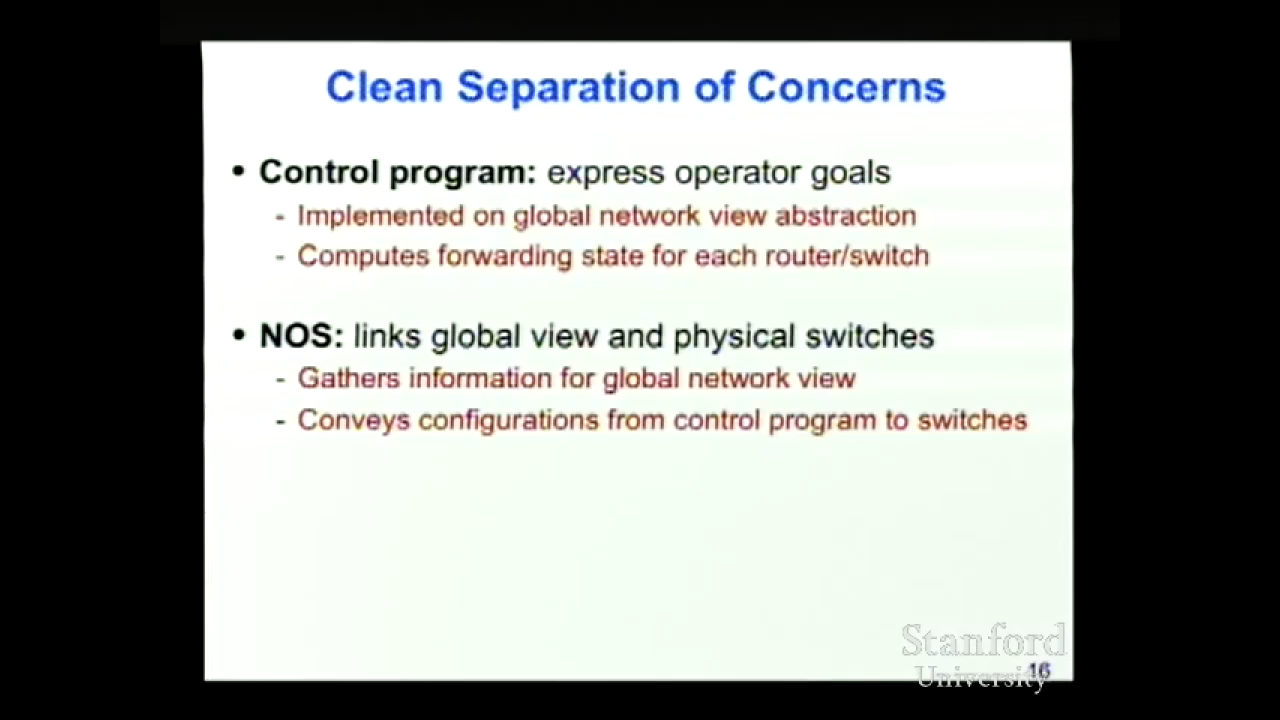 Clean Separation of Concerns
• Control program: express operator goals
- Implemented on global network view abstraction
- Computes forwarding state for each router/switch
• NOS: links global view and physical switches
- Gathers information for global network view
- Conveys configurations from control program to switches
Stanford
University
16